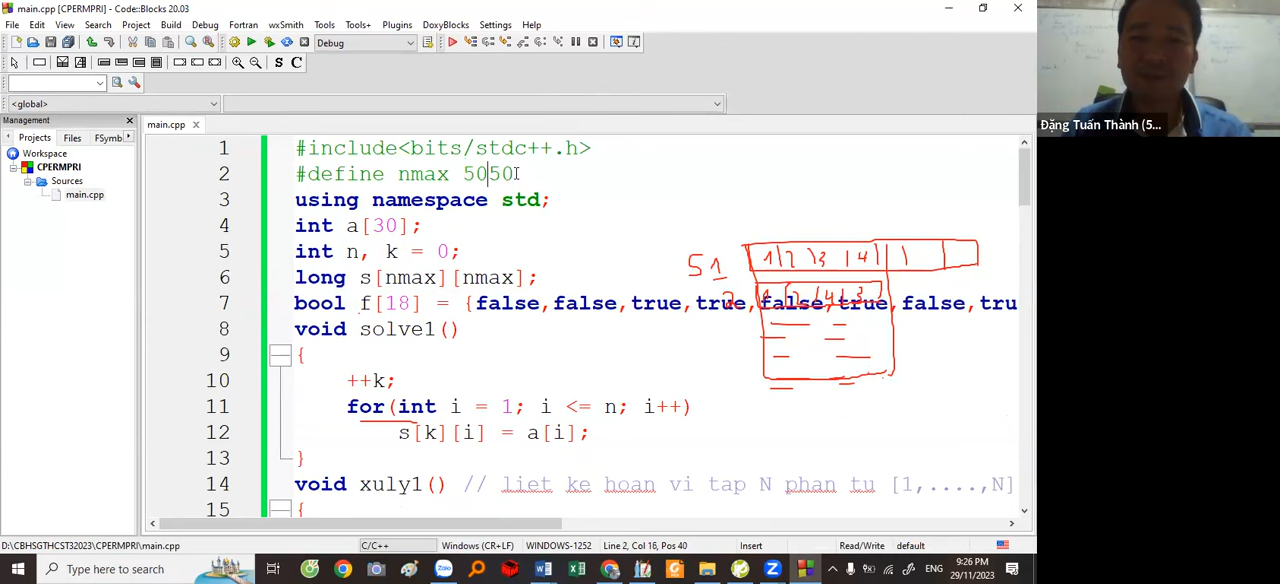 main.cpp (CPERMPRI) - Code::Blocks 20.03
File Edit View Search Project Build Debug Fortran wxSmith Tools Tools+ Plugins DoxyBlocks Settings Help
Debug
S C
<global>
Management
Projects Files FSymb
Workspace
CPERMPRI
Sources
main.cpp
main.cpp
1 #include<bits/stdc++.h>
2 #define nmax 5050
3 using namespace std;
4 int a[30];
5 int n, k = 0;
6 long s[nmax][nmax];
7 bool f[18] = {false,false,true,true,false,true,false,tru
8 void solve1()
9 {
10 ++k;
11 for(int i = 1; i <= n; i++)
12 s[k][i] = a[i];
13 }
14 void xuly1() // liet ke hoan vi tap N phan tu [1,....,N]
15 {
S 1 1 2 3 4
2 1 2 4 3
Đặng Tuấn Thành (5...
D:\CBHSGTHCST32023\CPERMPRI\main.cpp C/C++ Windows (CR+LF) WINDOWS-1252 Line 2, Col 16, Pos 40 Insert Read/Write default
Type here to search
ENG
9:26 PM
29/11/2023